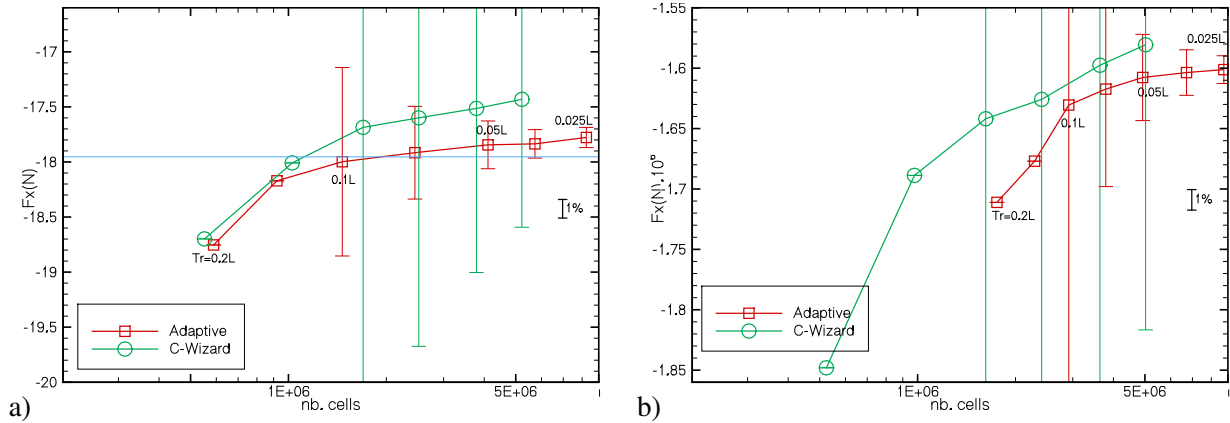 -17
-17.5
-18
-18.5
-19
-19.5
-20
Fx(N)
0.025L
0.05L
0.1L
Tr=0.2L
1%
Adaptive
C-Wizard
1E+06
5E+06
nb. cells
a)
-1.55
-1.6
-1.65
-1.7
-1.75
-1.8
-1.85
Fx(N).10⁶
0.025L
0.05L
0.1L
Tr=0.2L
1%
Adaptive
C-Wizard
1E+06
5E+06
nb. cells
b)